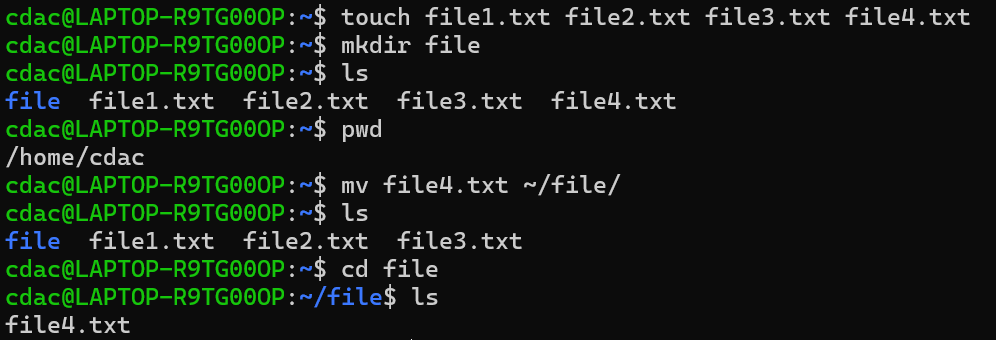 cdac@LAPTOP-R9TG00OP:~$ touch file1.txt file2.txt file3.txt file4.txt
cdac@LAPTOP-R9TG00OP:~$ mkdir file
cdac@LAPTOP-R9TG00OP:~$ ls
file  file1.txt  file2.txt  file3.txt  file4.txt
cdac@LAPTOP-R9TG00OP:~$ pwd
/home/cdac
cdac@LAPTOP-R9TG00OP:~$ mv file4.txt ~/file/
cdac@LAPTOP-R9TG00OP:~$ ls
file  file1.txt  file2.txt  file3.txt
cdac@LAPTOP-R9TG00OP:~$ cd file
cdac@LAPTOP-R9TG00OP:~/file$ ls
file4.txt